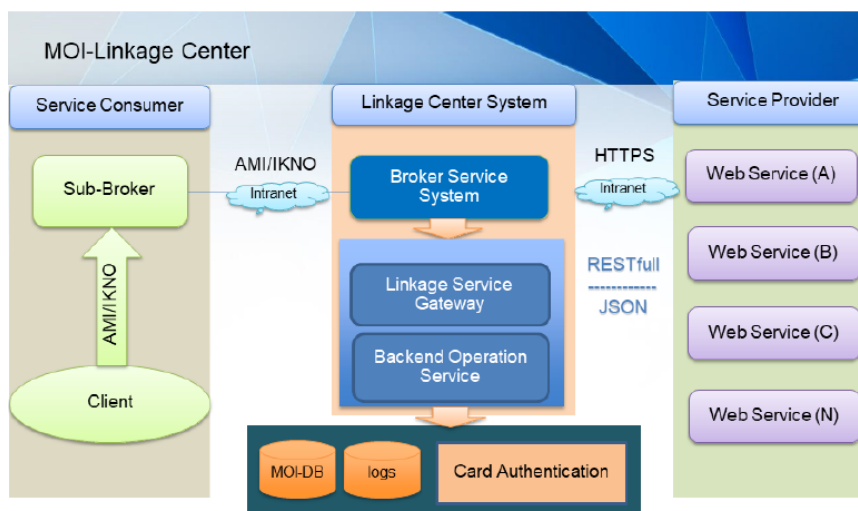 MOI-Linkage Center
Service Consumer
Linkage Center System
Service Provider
Sub-Broker
AMI/IKNO
Intranet
Broker Service
System
HTTPS
Intranet
Web Service (A)
Web Service (B)
Web Service (C)
Web Service (N)
Linkage Service
Gateway
RESTfull
------------
JSON
Backend Operation
Service
AMI/IKNO
Client
MOI-DB
logs
Card Authentication